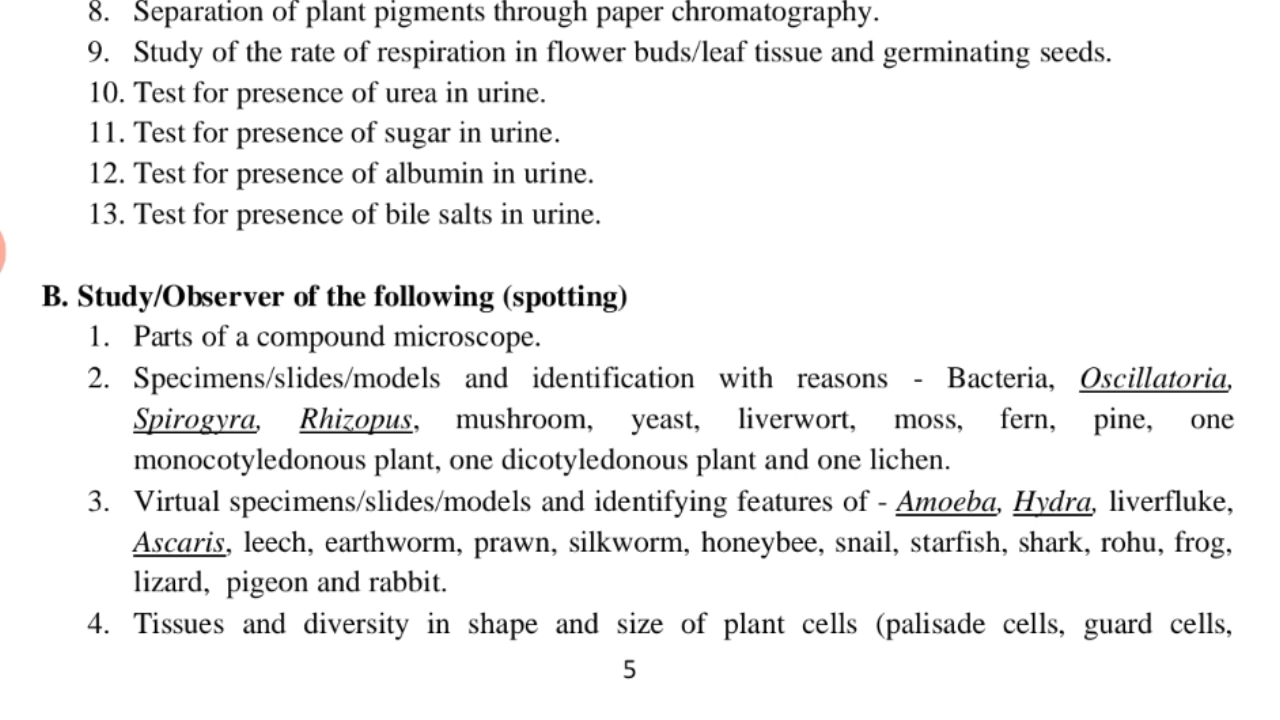 8. Separation of plant pigments through paper chromatography.
9. Study of the rate of respiration in flower buds/leaf tissue and germinating seeds.
10. Test for presence of urea in urine.
11. Test for presence of sugar in urine.
12. Test for presence of albumin in urine.
13. Test for presence of bile salts in urine.
B. Study/Observer of the following (spotting)
1. Parts of a compound microscope.
2. Specimens/slides/models and identification with reasons - Bacteria, Oscillatoria,
Spirogyra, Rhizopus, mushroom, yeast, liverwort, moss, fern, pine, one
monocotyledonous plant, one dicotyledonous plant and one lichen.
3. Virtual specimens/slides/models and identifying features of - Amoeba, Hydra, liverfluke,
Ascaris, leech, earthworm, prawn, silkworm, honeybee, snail, starfish, shark, rohu, frog,
lizard, pigeon and rabbit.
4. Tissues and diversity in shape and size of plant cells (palisade cells, guard cells,
5